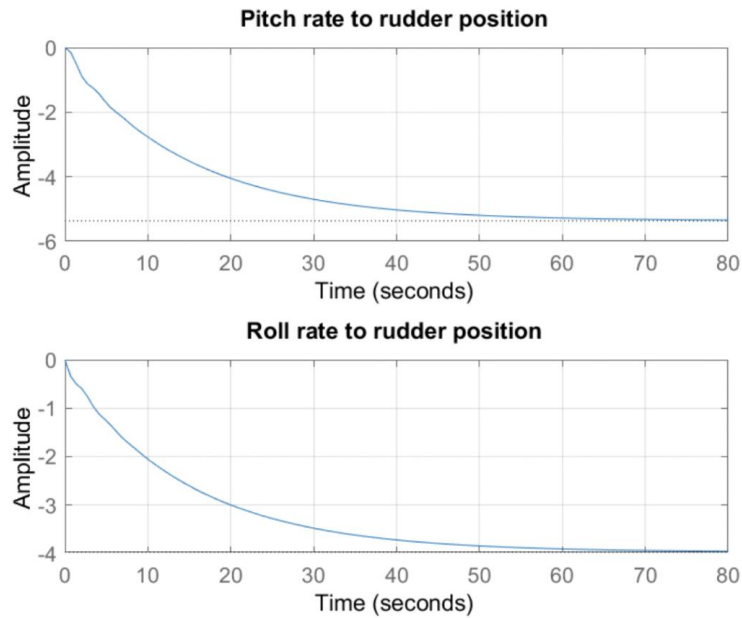 Pitch rate to rudder position
0
-2
-4
-6
Amplitude
0 10 20 30 40 50 60 70 80
Time (seconds)
Roll rate to rudder position
0
-1
-2
-3
-4
Amplitude
0 10 20 30 40 50 60 70 80
Time (seconds)